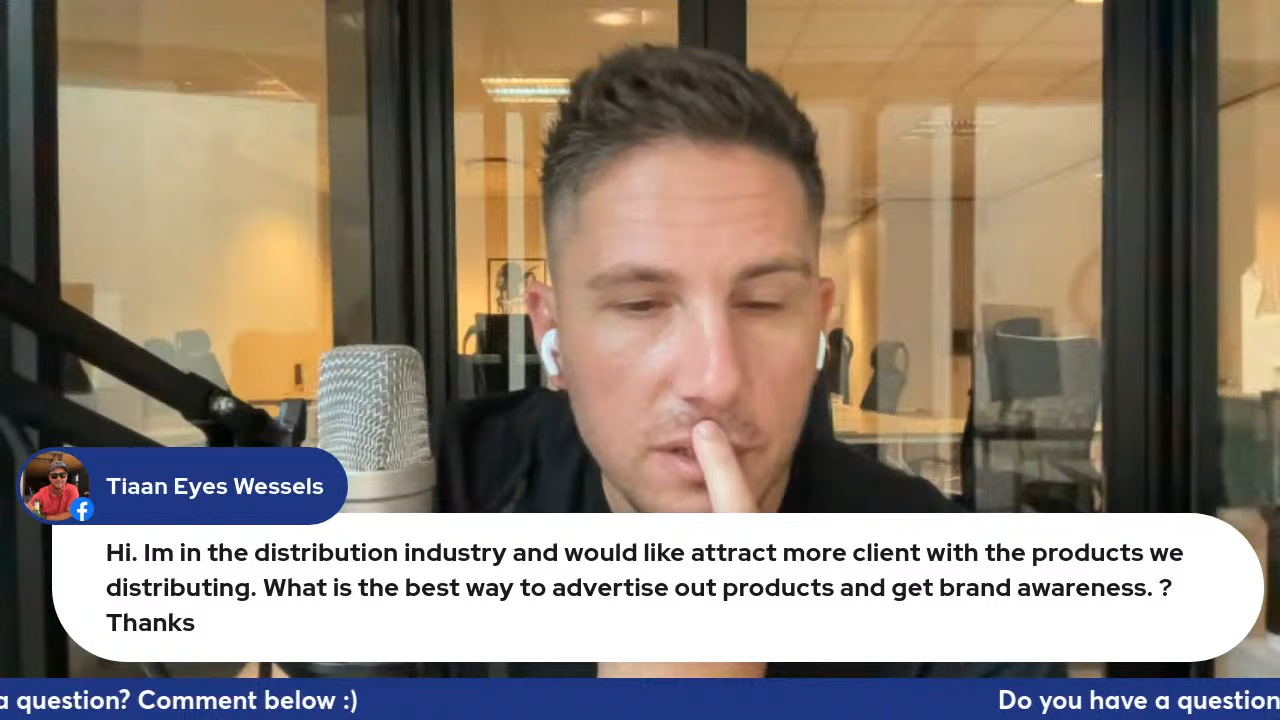 Tiaan Eyes Wessels
Hi. Im in the distribution industry and would like attract more client with the products we
distributing. What is the best way to advertise out products and get brand awareness. ?
Thanks
a question? Comment below :)
Do you have a question